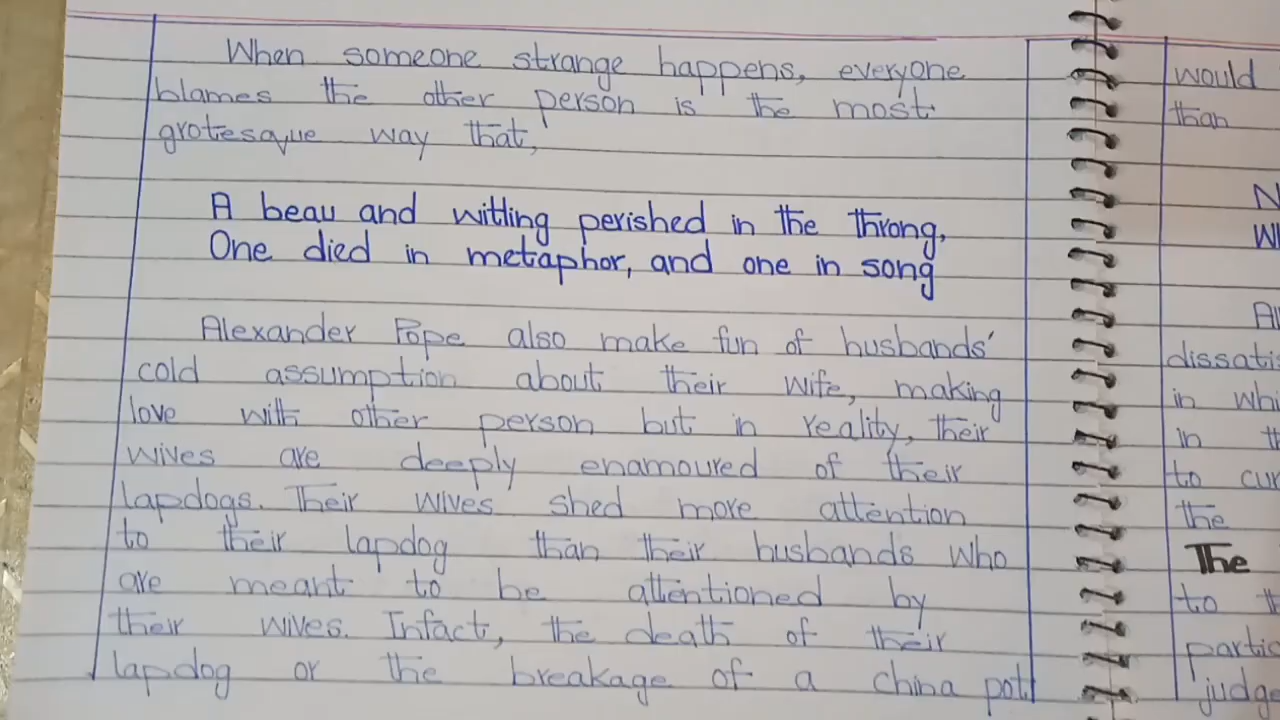 When someone strange happens, everyone
blames the other person is the most
grotesque way that,
A beau and witling perished in the throng,
One died in metaphor, and one in song
Alexander Pope also make fun of husbands'
cold assumption about their wife, making
love with other person but in reality, their
wives are deeply enamoured of their
lapdogs. Their wives shed more attention
to their lapdog than their husbands who
are meant to be attentioned by
their wives. Infact, the death of their
lapdog or the breakage of a china pot
would
than
dissati
in whi
in th
to cur
the
The
to th
partic
judge